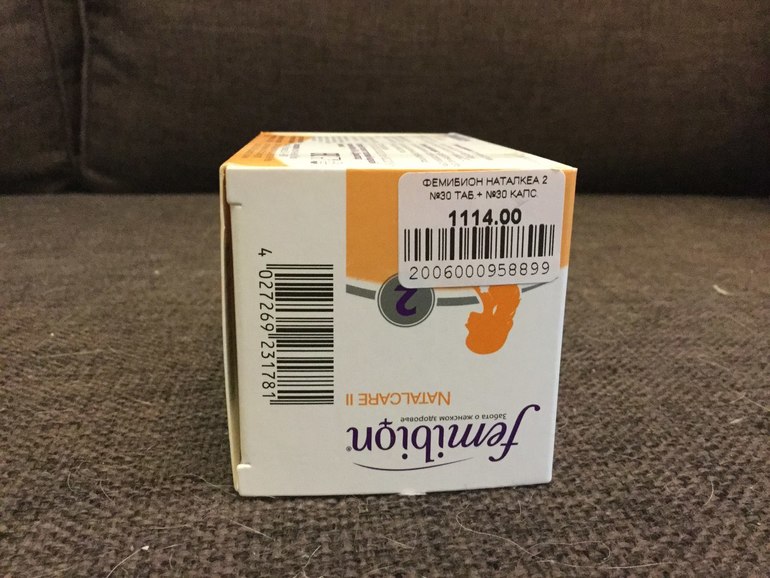 ФЕМИБИОН НАТАЛКЕА 2
№30 ТАБ.+ №30 КАПС.
1114.00
2006000958899
4 027269 231781
femibion®
Забота о женском здоровье
NATALCARE II
2